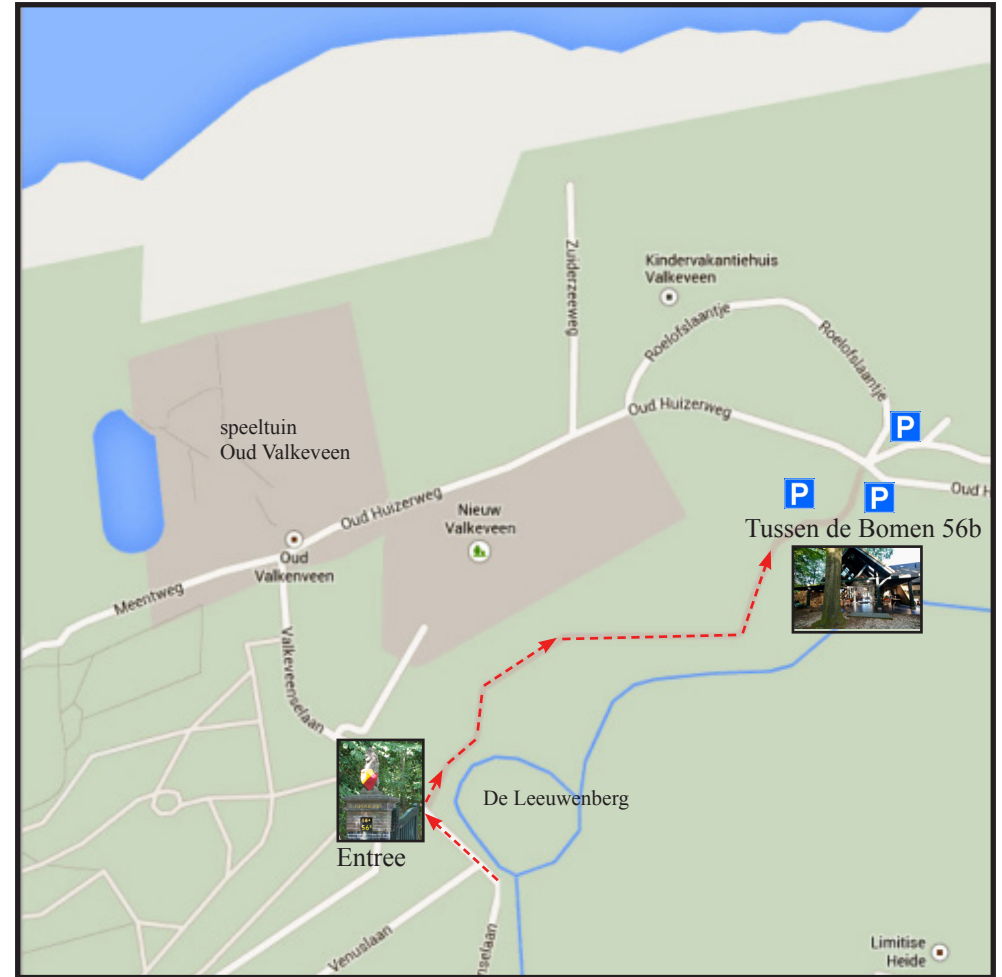 Zuiderzeeweg
Kindervakantiehuis
Valkeveen
Roelofslaantje
Roelofslaantje
Oud Huizerweg
P
speeltuin
Oud Valkeveen
P
P
Oud H
Oud Huizerweg
Nieuw
Valkeveen
Tussen de Bomen 56b
Oud
Valkenveen
Meentweg
Valkeveenselaan
De Leeuwenberg
Entree
Venuslaan
nselaan
Limitise
Heide